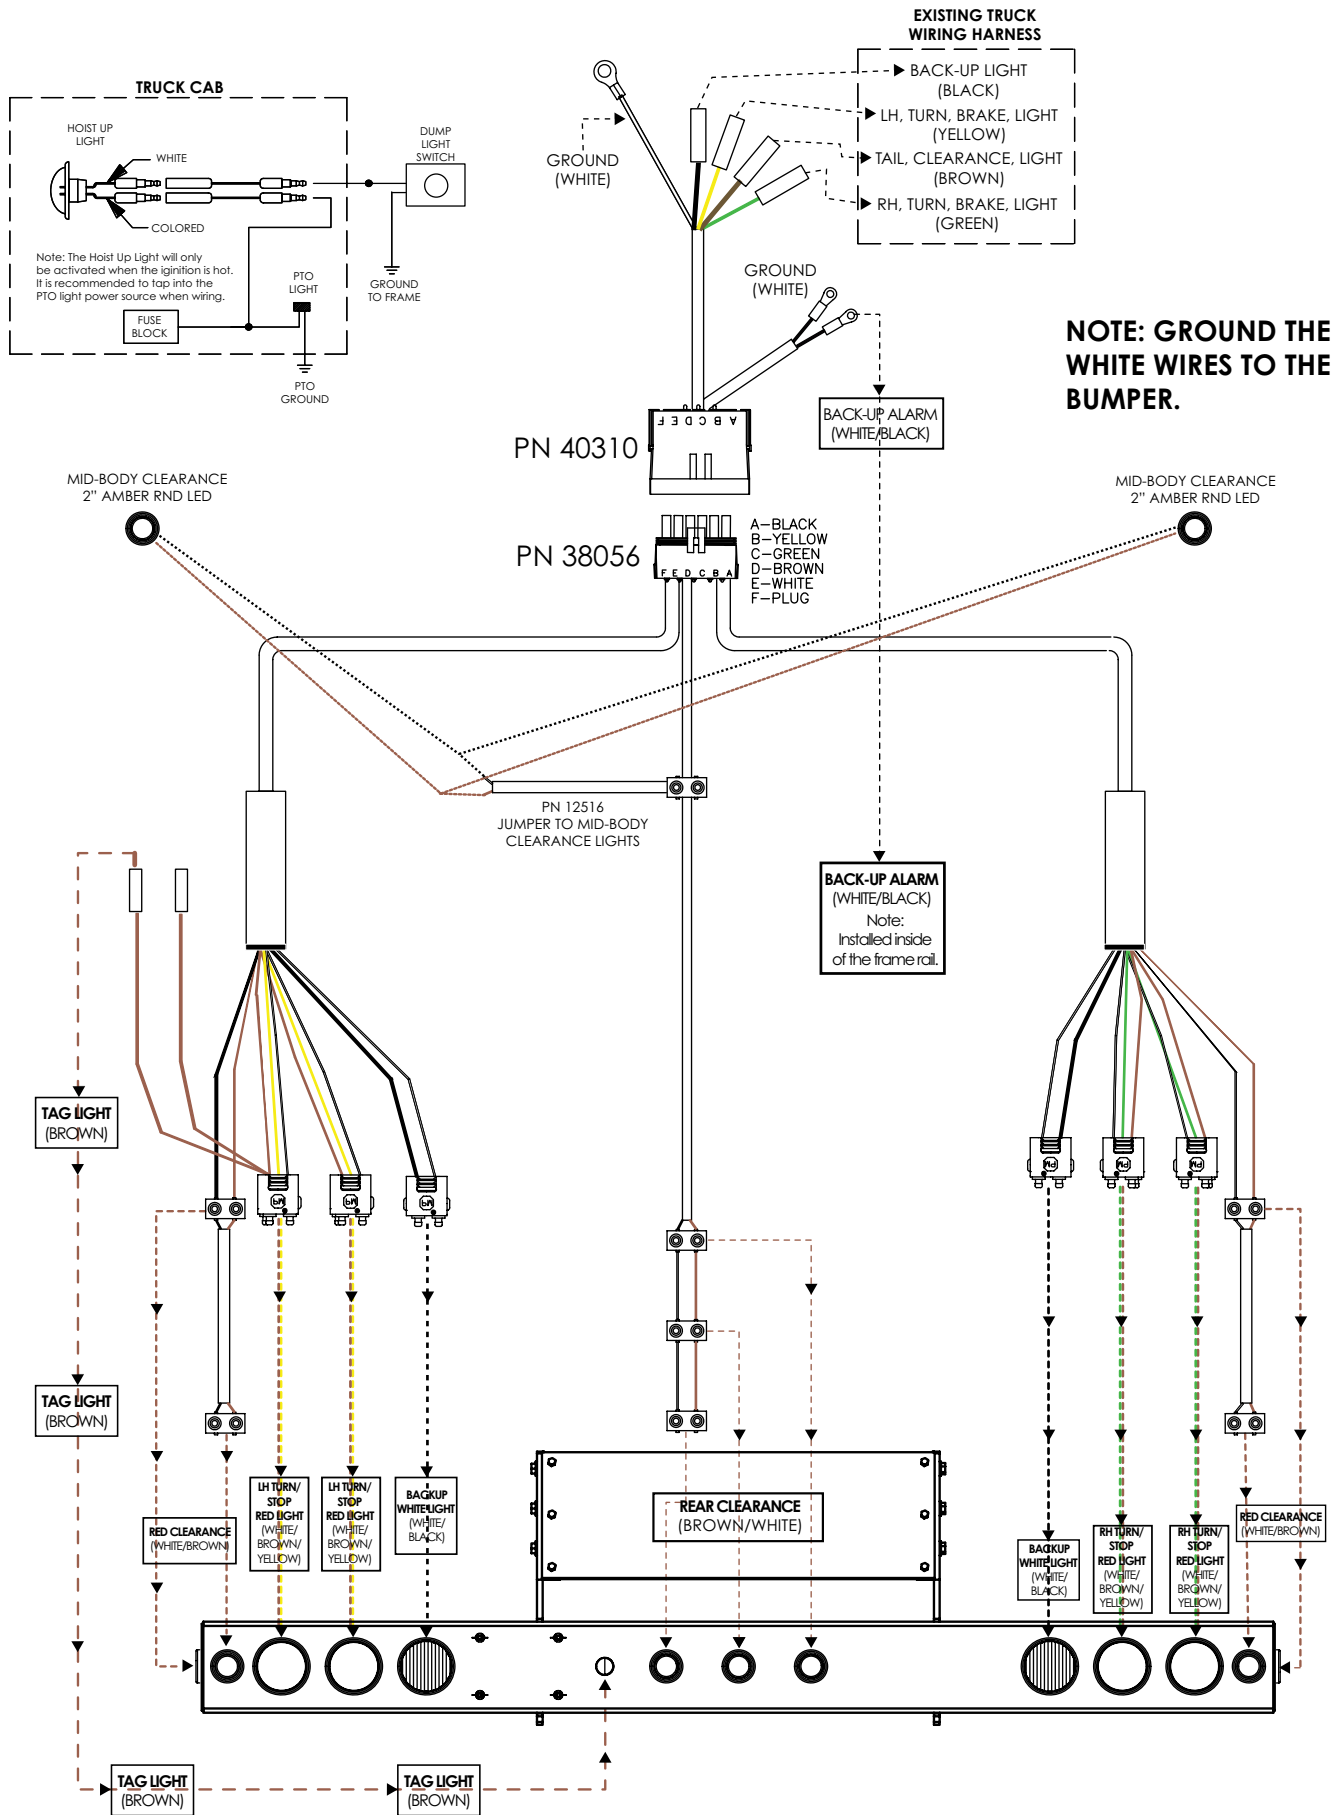 EXISTING TRUCK
WIRING HARNESS
BACK-UP LIGHT
(BLACK)
LH, TURN, BRAKE, LIGHT
(YELLOW)
TAIL, CLEARANCE, LIGHT
(BROWN)
RH, TURN, BRAKE, LIGHT
(GREEN)
TRUCK CAB
HOIST UP
LIGHT
WHITE
COLORED
Note: The Hoist Up Light will only
be activated when the iginition is hot.
It is recommended to tap into the
PTO light power source when wiring.
FUSE
BLOCK
PTO
LIGHT
PTO
GROUND
DUMP
LIGHT
SWITCH
GROUND
TO FRAME
GROUND
(WHITE)
GROUND
(WHITE)
NOTE: GROUND THE
WHITE WIRES TO THE
BUMPER.
BACK-UP ALARM
(WHITE/BLACK)
F E D C B A
PN 40310
PN 38056
F E D C B A
A-BLACK
B-YELLOW
C-GREEN
D-BROWN
E-WHITE
F-PLUG
MID-BODY CLEARANCE
2" AMBER RND LED
MID-BODY CLEARANCE
2" AMBER RND LED
PN 12516
JUMPER TO MID-BODY
CLEARANCE LIGHTS
BACK-UP ALARM
(WHITE/BLACK)
Note:
Installed inside
of the frame rail.
TAG LIGHT
(BROWN)
PM
PM
PM
PM
PM
PM
TAG LIGHT
(BROWN)
RED CLEARANCE
(WHITE/BROWN)
LH TURN/
STOP
RED LIGHT
(WHITE/
BROWN/
YELLOW)
LH TURN/
STOP
RED LIGHT
(WHITE/
BROWN/
YELLOW)
BACKUP
WHITE LIGHT
(WHITE/
BLACK)
REAR CLEARANCE
(BROWN/WHITE)
BACKUP
WHITE LIGHT
(WHITE/
BLACK)
RH TURN/
STOP
RED LIGHT
(WHITE/
BROWN/
YELLOW)
RH TURN/
STOP
RED LIGHT
(WHITE/
BROWN/
YELLOW)
RED CLEARANCE
(WHITE/BROWN)
TAG LIGHT
(BROWN)
TAG LIGHT
(BROWN)